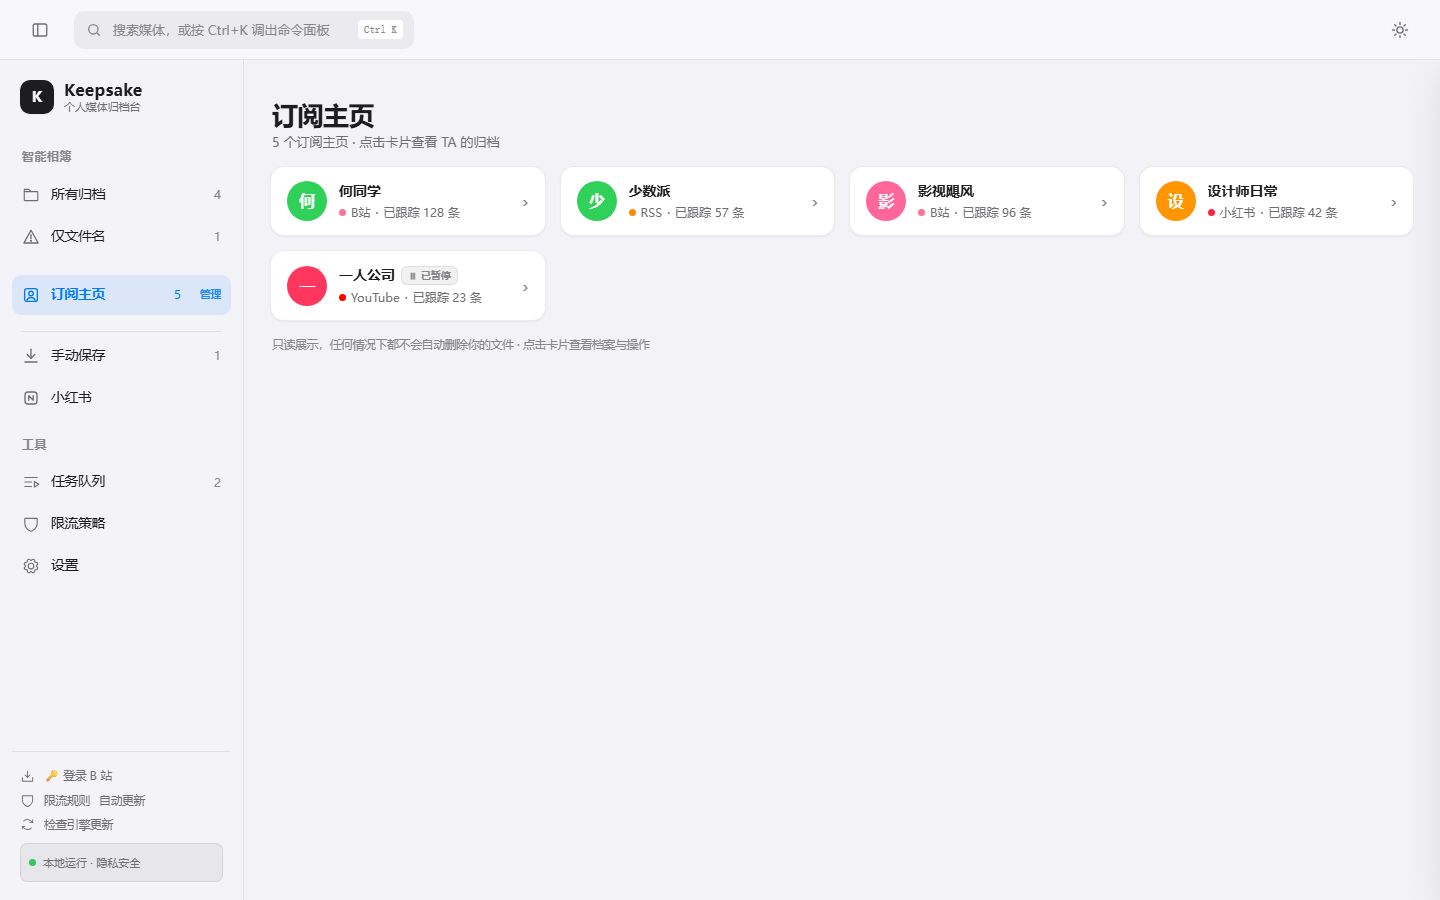 搜索媒体，或按 Ctrl+K 调出命令面板 Ctrl K
K Keepsake
个人媒体归档台
智能相簿
所有归档 4
仅文件名 1
订阅主页 5 管理
手动保存 1
小红书
工具
任务队列 2
限流策略
设置
登录 B 站
限流规则 自动更新
检查引擎更新
本地运行 · 隐私安全
订阅主页
5 个订阅主页 · 点击卡片查看 TA 的归档
何 何同学
B站 · 已跟踪 128 条 ›
少 少数派
RSS · 已跟踪 57 条 ›
影 影视飓风
B站 · 已跟踪 96 条 ›
设 设计师日常
小红书 · 已跟踪 42 条 ›
一 一人公司 ⏸ 已暂停
YouTube · 已跟踪 23 条 ›
只读展示，任何情况下都不会自动删除你的文件 · 点击卡片查看档案与操作